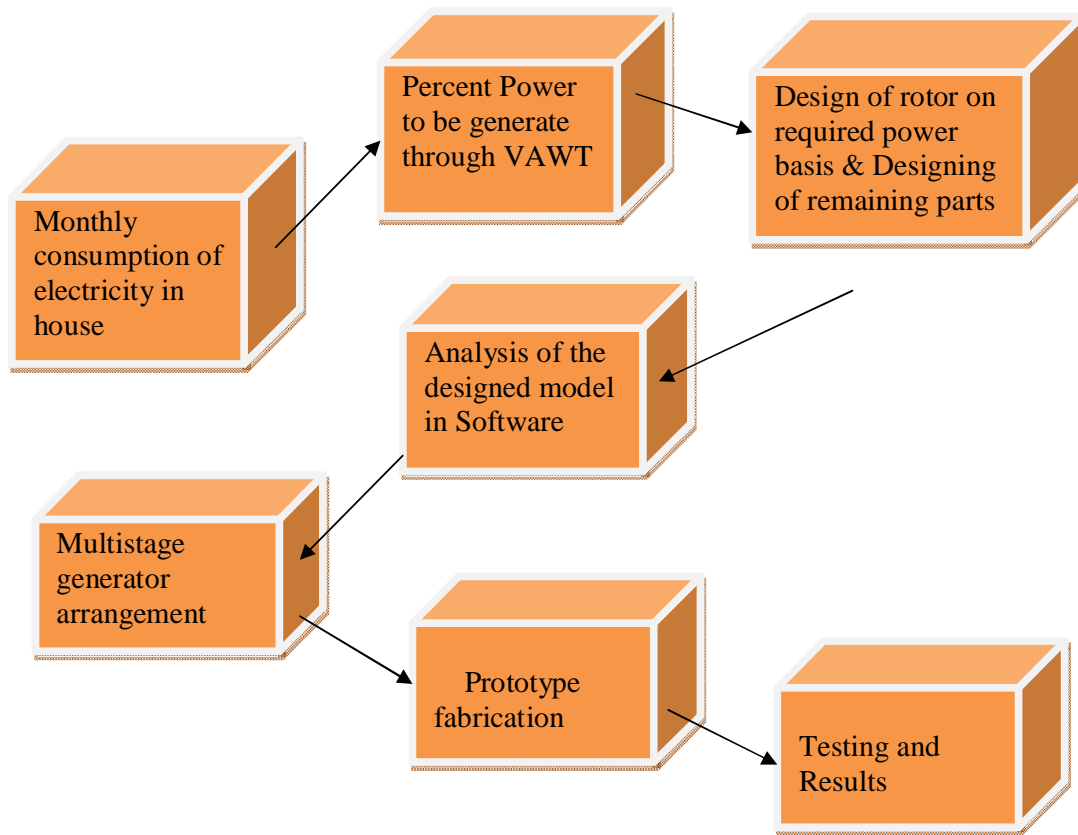 Monthly
consumption of
electricity in
house
Percent Power
to be generate
through VAWT
Design of rotor on
required power
basis & Designing
of remaining parts
Analysis of the
designed model
in Software
Multistage
generator
arrangement
Prototype
fabrication
Testing and
Results